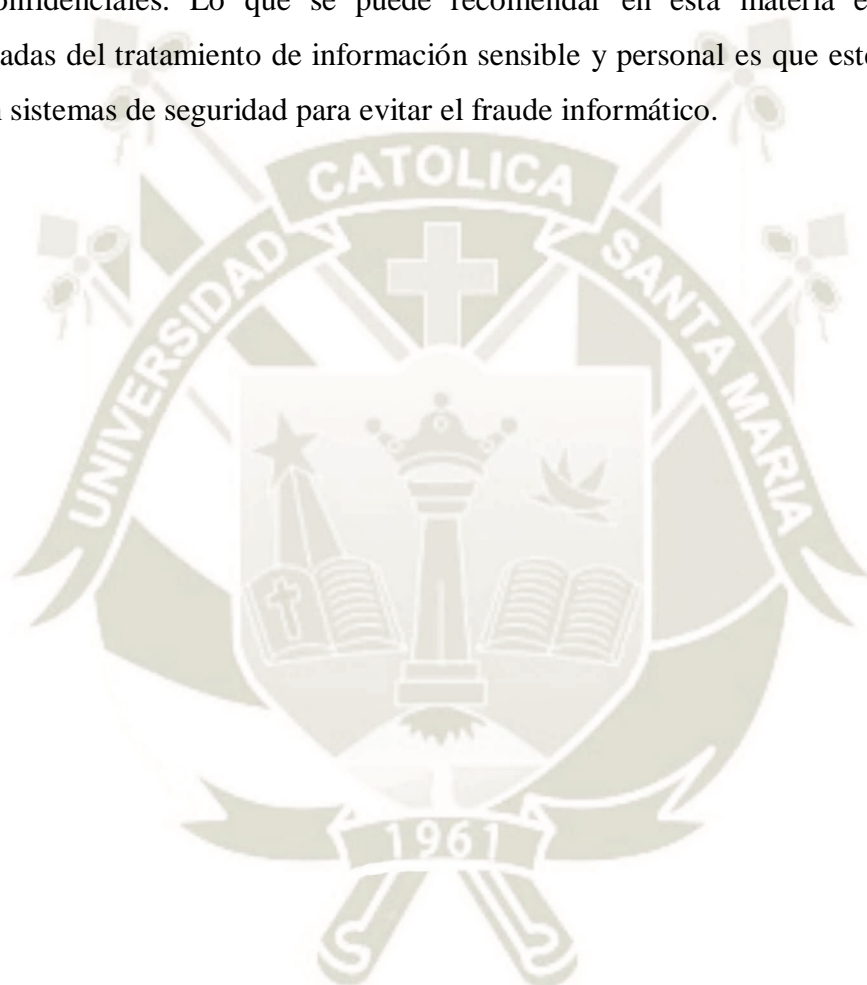 confidenciales. Lo que se puede recomendar en esta materia
adas del tratamiento de información sensible y personal es que
sistemas de seguridad para evitar el fraude informático.
CATOLICA
UNIVERSIDAD
SANTA MARIA
1961